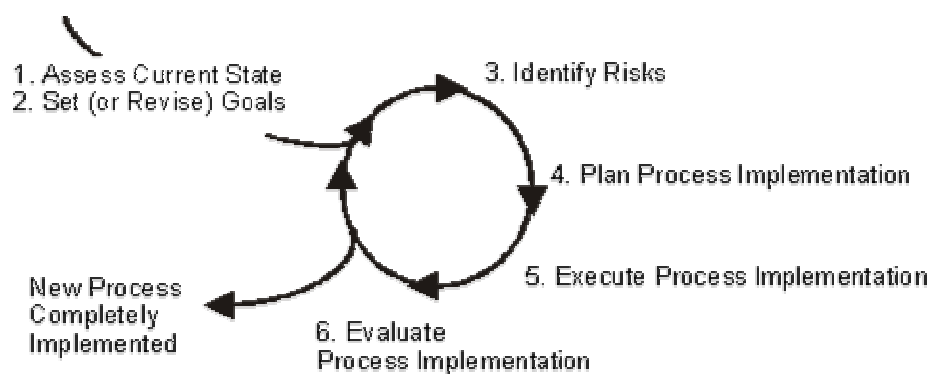 1. Assess Current State
2. Set (or Revise) Goals
3. Identify Risks
4. Plan Process Implementation
5. Execute Process Implementation
6. Evaluate
Process Implementation
New Process
Completely
Implemented